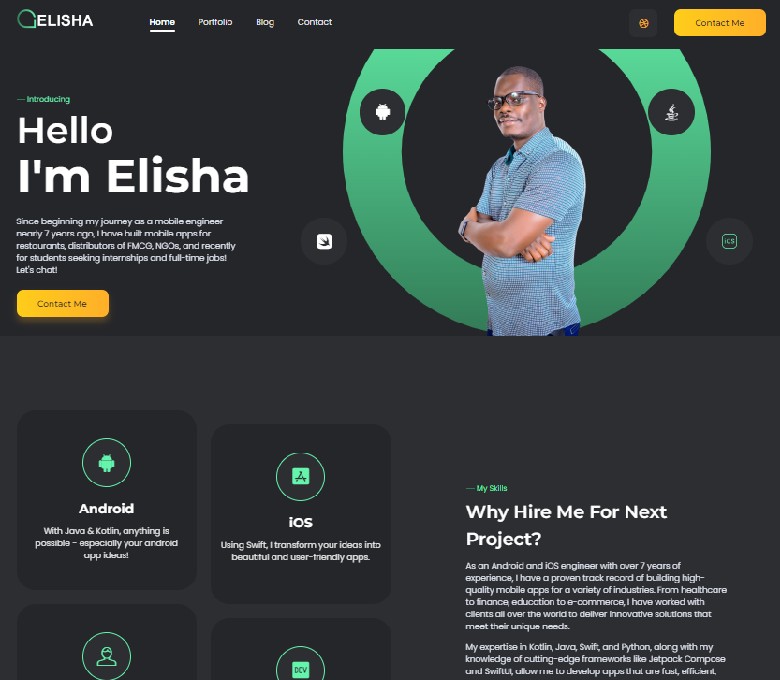 ELISHA
Home
Portfolio
Blog
Contact
Contact Me
— Introducing
Hello
I'm Elisha
Since beginning my journey as a mobile engineer
nearly 7 years ago, I have built mobile apps for
restaurants, distributors of FMCG, NGOs, and recently
for students seeking internships and full-time jobs!
Let's chat!
Contact Me
iOS
Android
With Java & Kotlin, anything is
possible - especially your android
app ideas!
iOS
Using Swift, I transform your ideas into
beautiful and user-friendly apps.
DEV
— My Skills
Why Hire Me For Next
Project?
As an Android and iOS engineer with over 7 years of
experience, I have a proven track record of building high-
quality mobile apps for a variety of industries. From healthcare
to finance, education to e-commerce, I have worked with
clients all over the world to deliver innovative solutions that
meet their unique needs.
My expertise in Kotlin, Java, Swift, and Python, along with my
knowledge of cutting-edge frameworks like Jetpack Compose
and SwiftUI, allow me to develop apps that are fast, efficient,